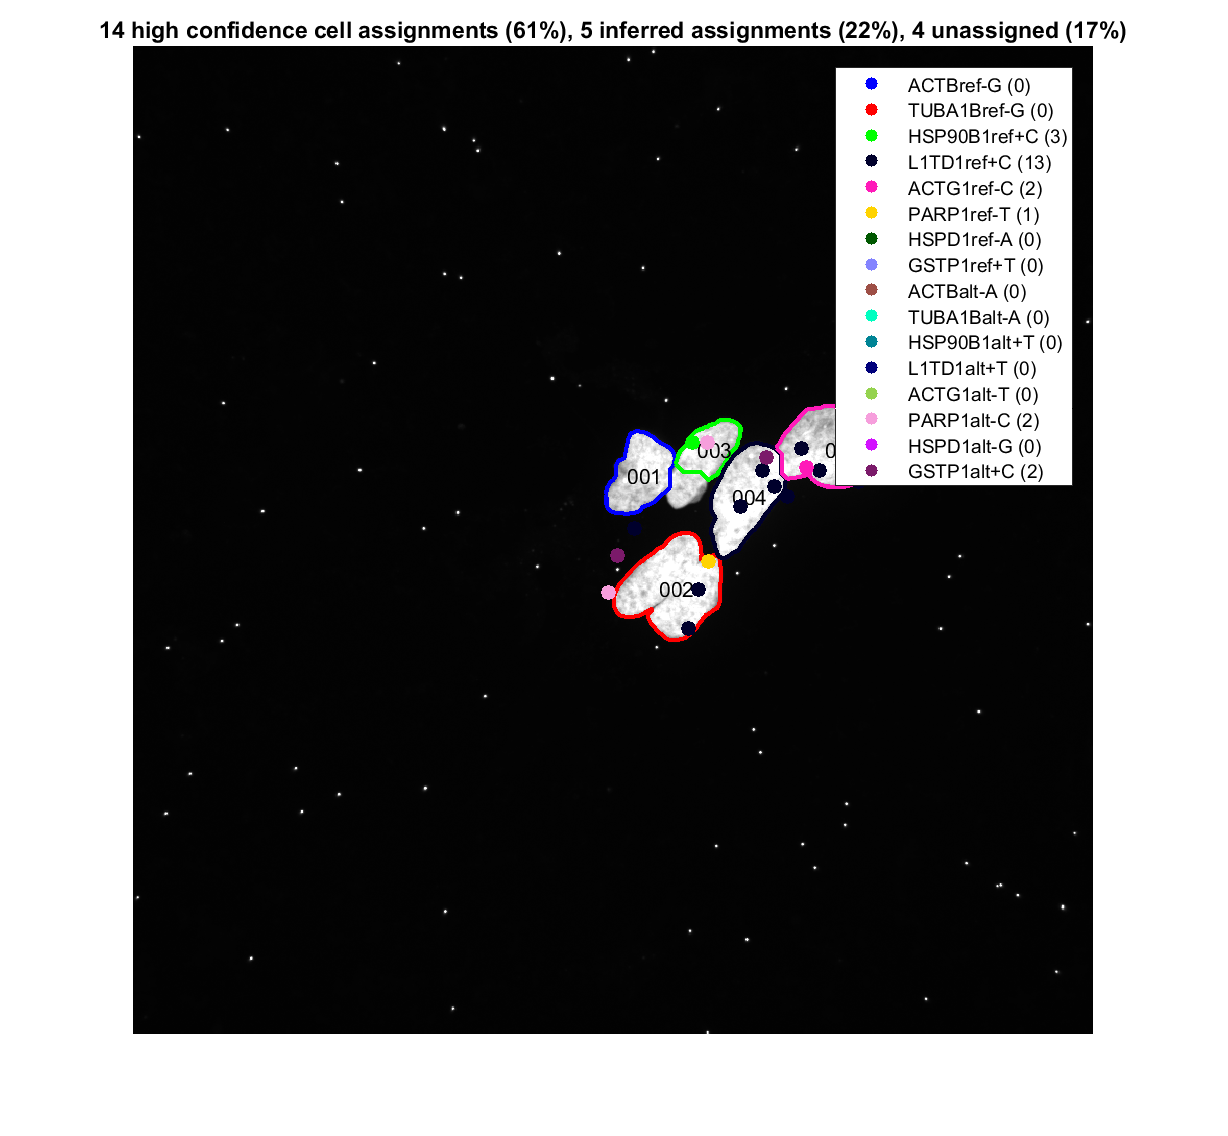 14 high confidence cell assignments (61%), 5 inferred assignments (22%), 4 unassigned (17%)
ACTBref-G (0)
TUBA1Bref-G (0)
HSP90B1ref+C (3)
L1TD1ref+C (13)
ACTG1ref-C (2)
PARP1ref-T (1)
HSPD1ref-A (0)
GSTP1ref+T (0)
ACTBalt-A (0)
TUBA1Balt-A (0)
HSP90B1alt+T (0)
L1TD1alt+T (0)
ACTG1alt-T (0)
PARP1alt-C (2)
HSPD1alt-G (0)
GSTP1alt+C (2)
003
001
004
002